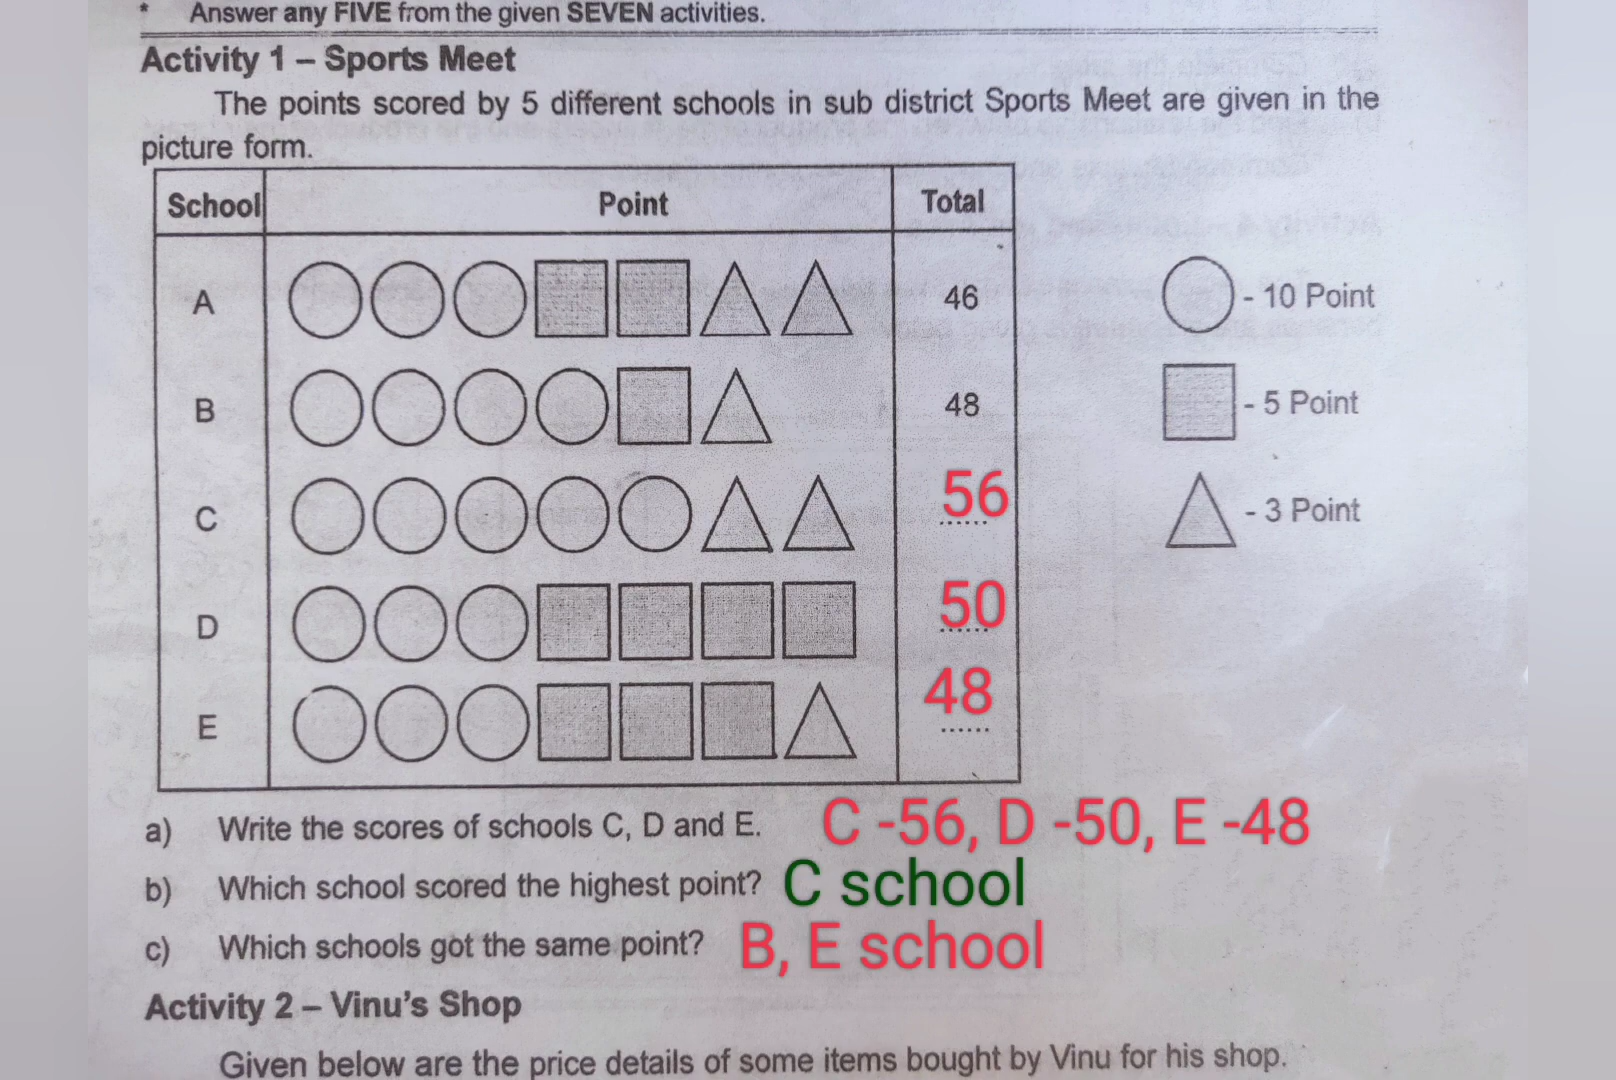 * Answer any FIVE from the given SEVEN activities.
Activity 1 – Sports Meet
The points scored by 5 different schools in sub district Sports Meet are given in the
picture form.
School Point Total
A 46
B 48
C 56
D 50
E 48
- 10 Point
- 5 Point
- 3 Point
a) Write the scores of schools C, D and E. C -56, D -50, E -48
b) Which school scored the highest point? C school
c) Which schools got the same point? B, E school
Activity 2 – Vinu's Shop
Given below are the price details of some items bought by Vinu for his shop.